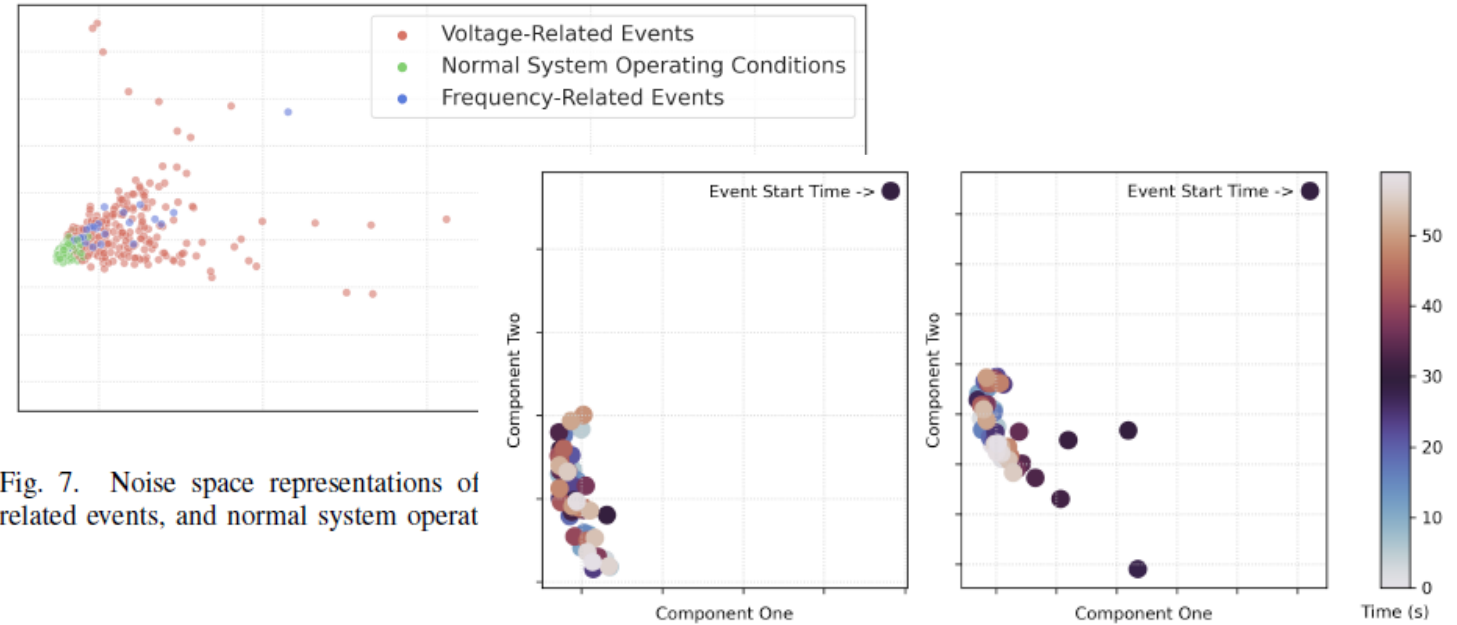 Voltage-Related Events
Normal System Operating Conditions
Frequency-Related Events
Fig. 7. Noise space representations of
related events, and normal system operat
Event Start Time ->
Component Two
Component One
Event Start Time ->
Component Two
Component One
50
40
30
20
10
0
Time (s)